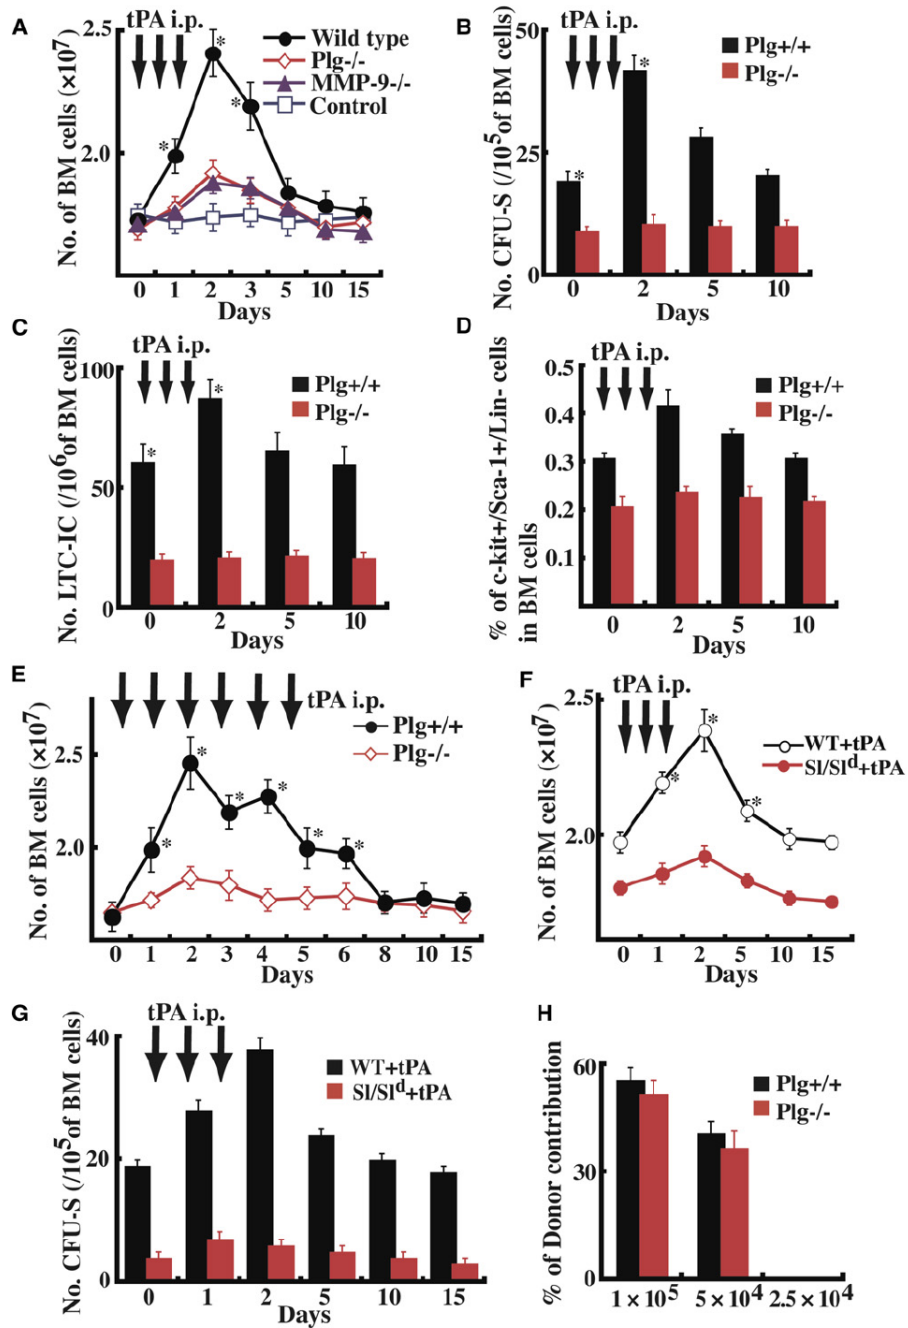 A
tPA i.p.
No. of BM cells (×10⁷)
2.5
2.0
Wild type
Plg-/-
MMP-9-/-
Control
*
*
*
0 1 2 3 5 10 15
Days
B
tPA i.p.
No. CFU-S (/10⁵of BM cells)
50
25
0
Plg+/+
Plg-/-
*
*
0 2 5 10
Days
C
tPA i.p.
No. LTC-IC (/10⁶of BM cells
100
50
0
Plg+/+
Plg-/-
*
*
0 2 5 10
Days
D
tPA i.p.
% of c-kit+/Sca-1+/Lin- cells
in BM cells
0.5
0.4
0.3
0.2
0.1
Plg+/+
Plg-/-
0 2 5 10
Days
E
tPA i.p.
No. of BM cells (×10⁷)
2.5
2.0
Plg+/+
Plg-/-
*
*
*
*
*
*
0 1 2 3 4 5 6 8 10 15
Days
F
tPA i.p.
No. of BM cells (×10⁷)
2.5
2.0
WT+tPA
Sl/Slᵈ+tPA
*
*
*
0 1 2 5 10 15
Days
G
tPA i.p.
No. CFU-S (/10⁵of BM cells)
40
20
0
WT+tPA
Sl/Slᵈ+tPA
0 1 2 5 10 15
Days
H
% of Donor contribution
60
30
0
Plg+/+
Plg-/-
1×10⁵ 5×10⁴ 2.5×10⁴